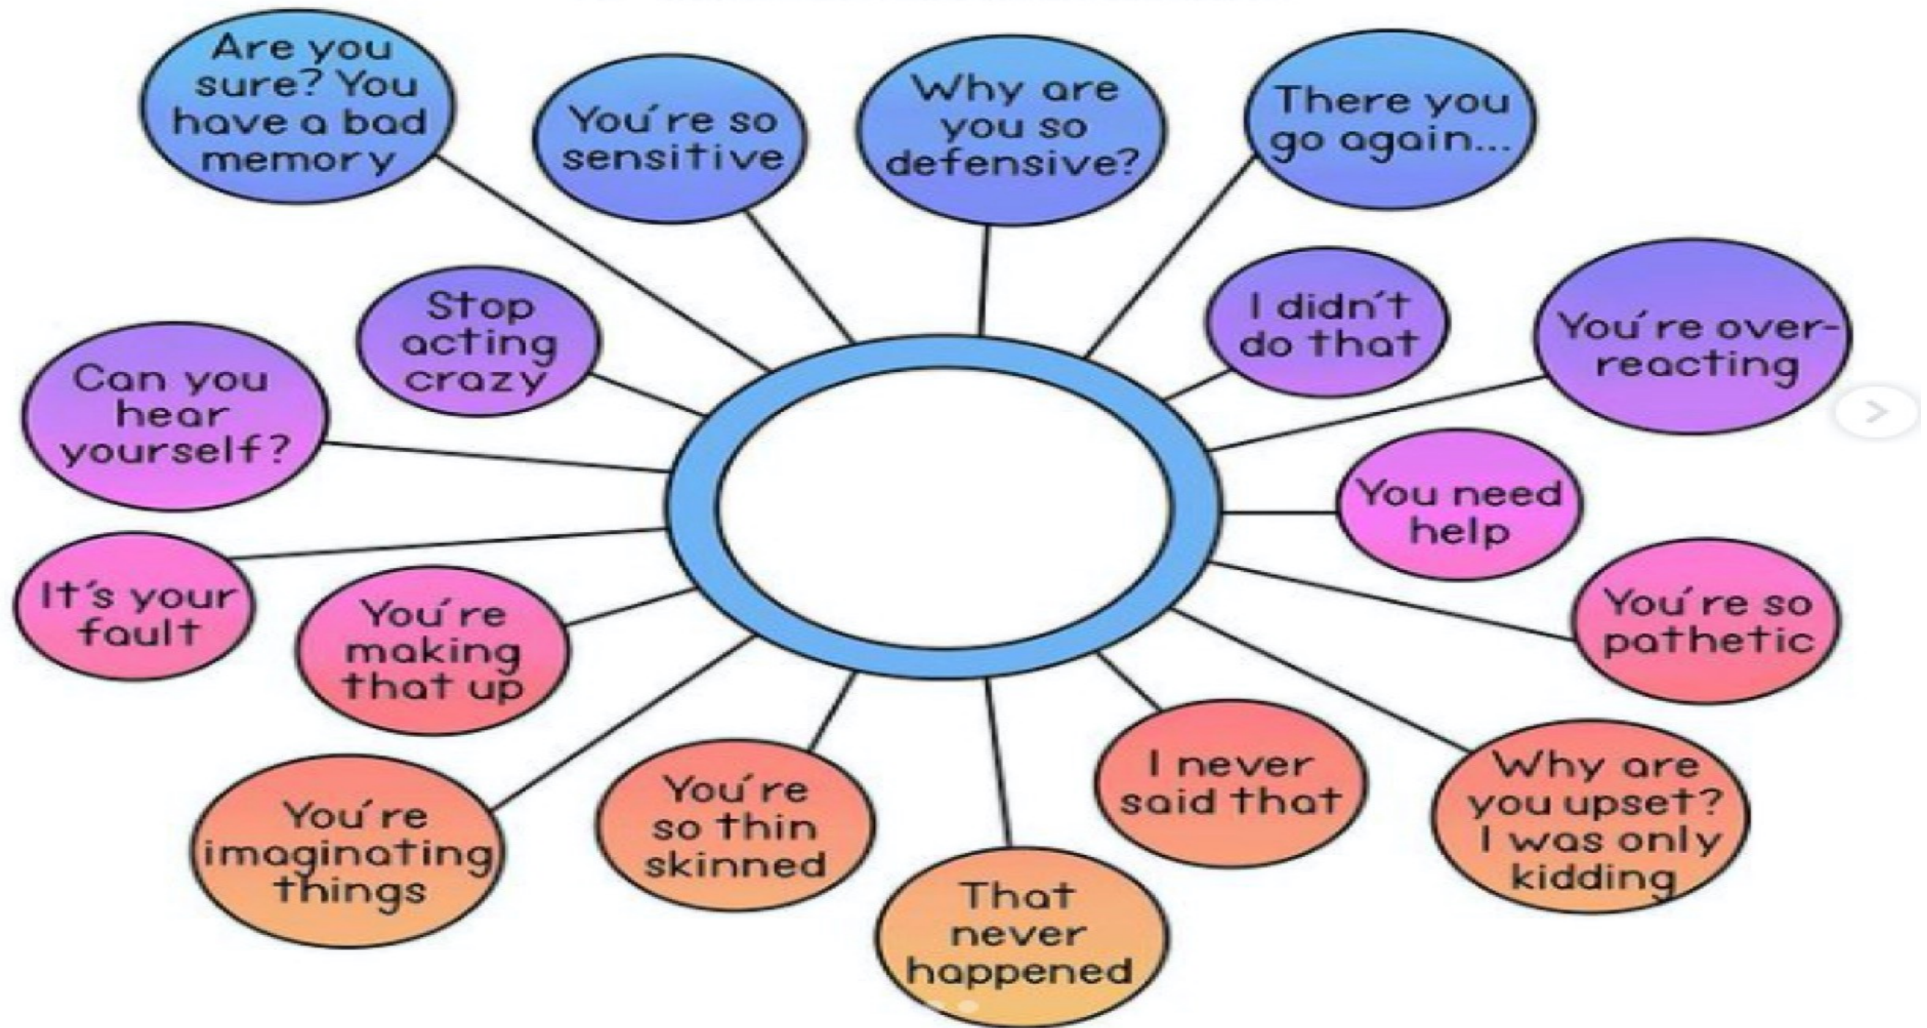 Are you
sure? You
have a bad
memory
You're so
sensitive
Why are
you so
defensive?
There you
go again...
Stop
acting
crazy
I didn't
do that
You're over-
reacting
Can you
hear
yourself?
You need
help
It's your
fault
You're
making
that up
You're so
pathetic
You're
imaginating
things
You're
so thin
skinned
That
never
happened
I never
said that
Why are
you upset?
I was only
kidding